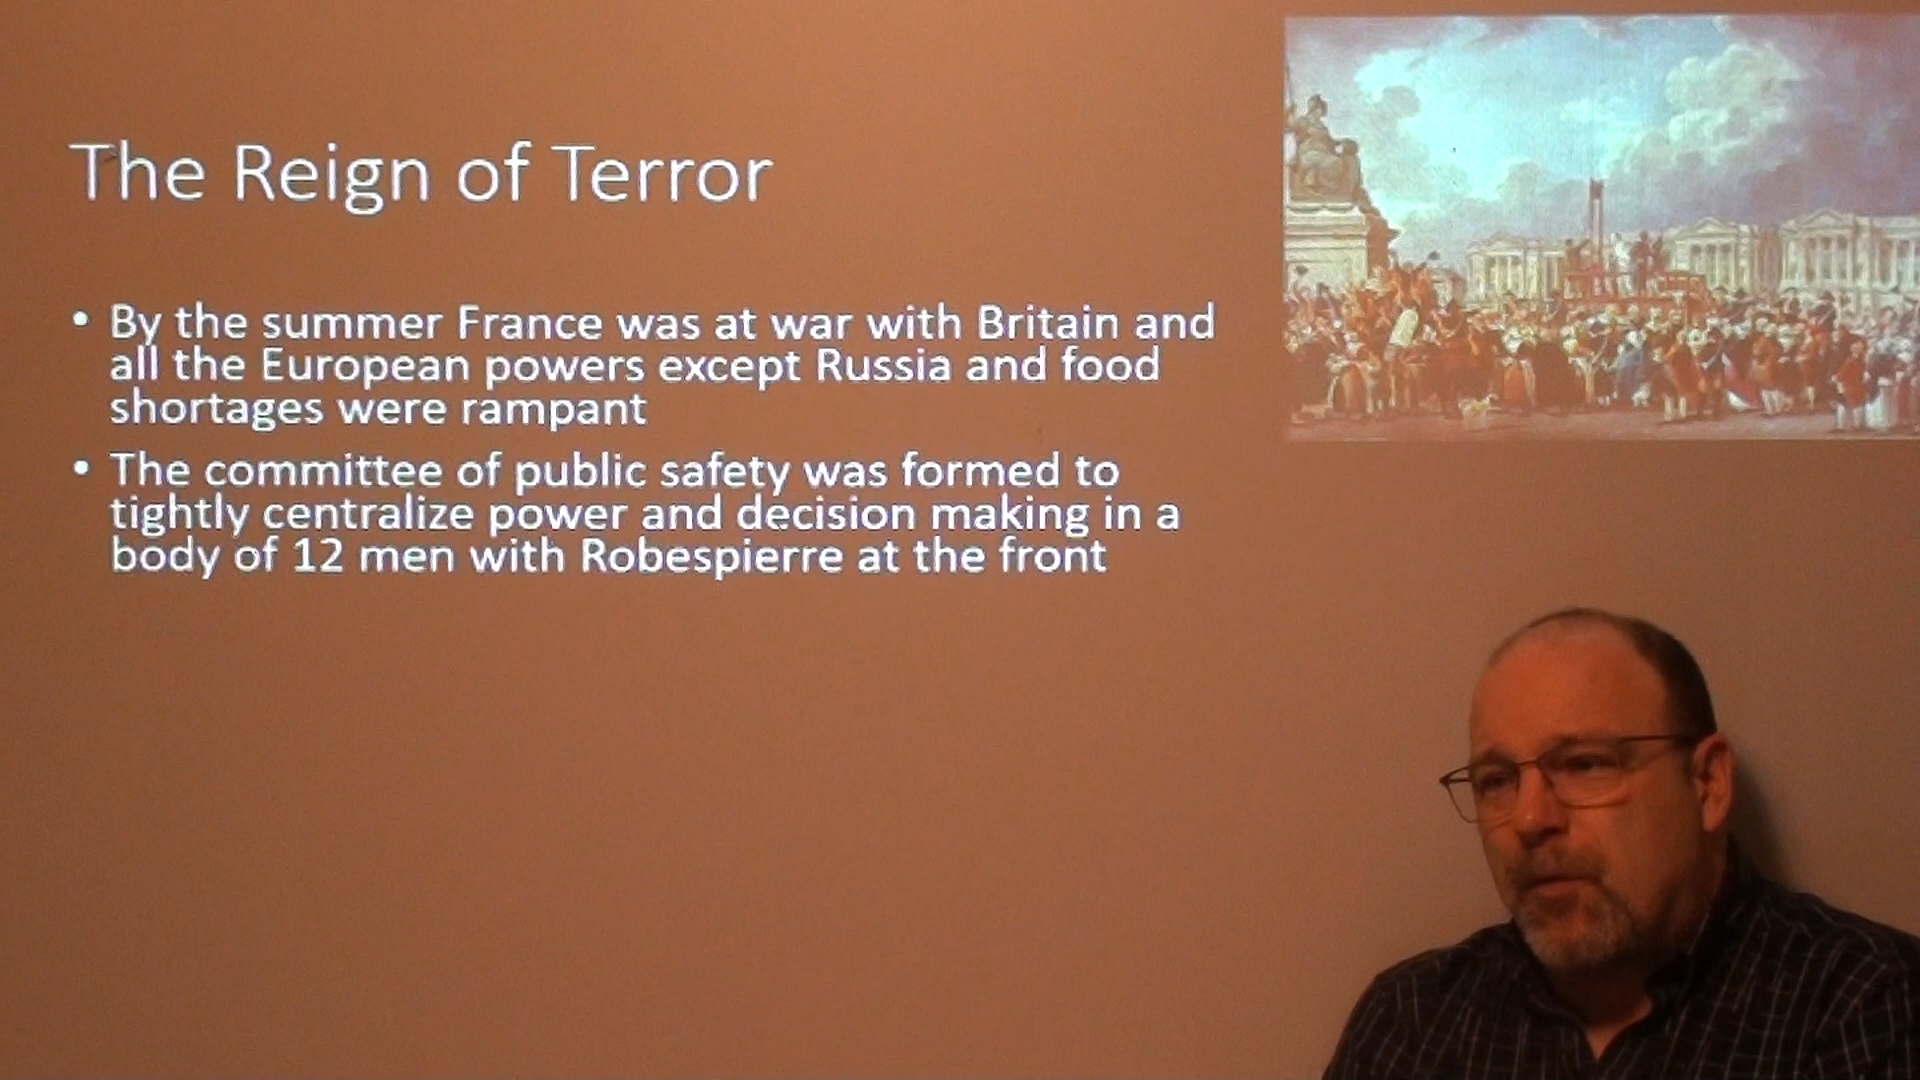 The Reign of Terror
• By the summer France was at war with Britain and
all the European powers except Russia and food
shortages were rampant
• The committee of public safety was formed to
tightly centralize power and decision making in a
body of 12 men with Robespierre at the front